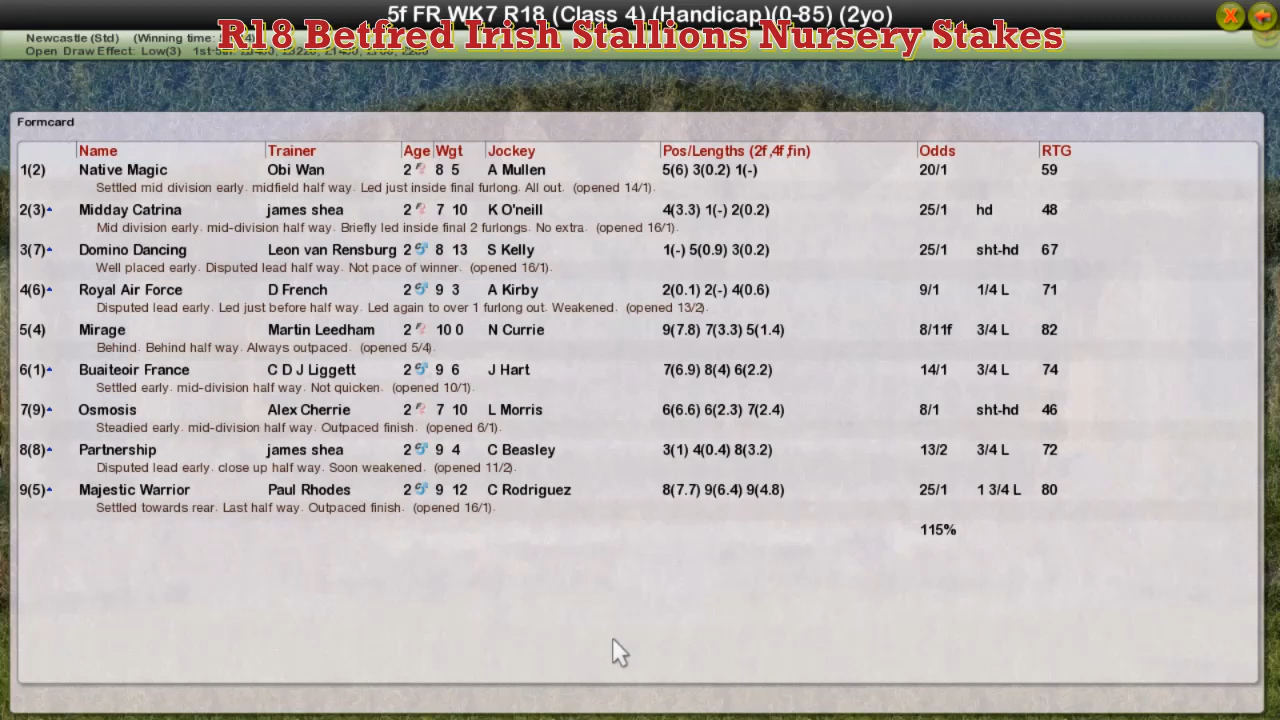 5f FR WK7 R18 (Class 4) (Handicap)(0-85) (2yo)
R18 Betfred Irish Stallions Nursery Stakes
Newcastle (Std) (Winning time:
Open Draw Effect: Low(3)
Formcard
Name Trainer Age Wgt Jockey Pos/Lengths (2f,4f,fin) Odds RTG
1(2) Native Magic Obi Wan 2 8 5 A Mullen 5(6) 3(0.2) 1(-) 20/1 59
Settled mid division early. midfield half way. Led just inside final furlong. All out. (opened 14/1).
2(3) Midday Catrina james shea 2 7 10 K O'neill 4(3.3) 1(-) 2(0.2) 25/1 hd 48
Mid division early. mid-division half way. Briefly led inside final 2 furlongs. No extra. (opened 16/1).
3(7) Domino Dancing Leon van Rensburg 2 8 13 S Kelly 1(-) 5(0.9) 3(0.2) 25/1 sht-hd 67
Well placed early. Disputed lead half way. Not pace of winner. (opened 16/1).
4(6) Royal Air Force D French 2 9 3 A Kirby 2(0.1) 2(-) 4(0.6) 9/1 1/4 L 71
Disputed lead early. Led just before half way. Led again to over 1 furlong out. Weakened. (opened 13/2).
5(4) Mirage Martin Leedham 2 10 0 N Currie 9(7.8) 7(3.3) 5(1.4) 8/11f 3/4 L 82
Behind. Behind half way. Always outpaced. (opened 5/4).
6(1) Buaiteoir France C D J Liggett 2 9 6 J Hart 7(6.9) 8(4) 6(2.2) 14/1 3/4 L 74
Settled early. mid-division half way. Not quicken. (opened 10/1).
7(9) Osmosis Alex Cherrie 2 7 10 L Morris 6(6.6) 6(2.3) 7(2.4) 8/1 sht-hd 46
Steadied early. mid-division half way. Outpaced finish. (opened 6/1).
8(8) Partnership james shea 2 9 4 C Beasley 3(1) 4(0.4) 8(3.2) 13/2 3/4 L 72
Disputed lead early. close up half way. Soon weakened. (opened 11/2).
9(5) Majestic Warrior Paul Rhodes 2 9 12 C Rodriguez 8(7.7) 9(6.4) 9(4.8) 25/1 1 3/4 L 80
Settled towards rear. Last half way. Outpaced finish. (opened 16/1).
115%